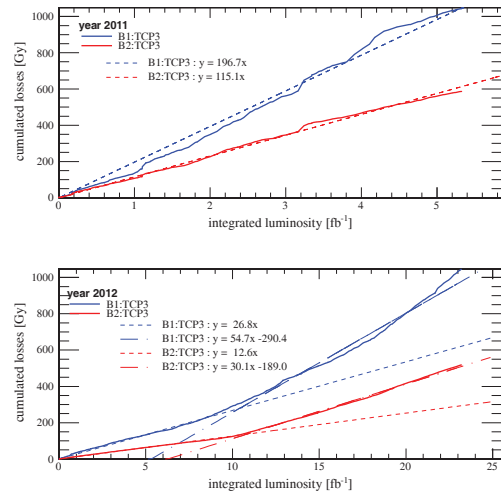 year 2011
B1:TCP3
B2:TCP3
B1:TCP3 : y = 196.7x
B2:TCP3 : y = 115.1x
cumulated losses [Gy]
1000
800
600
400
200
0
0 1 2 3 4 5
integrated luminosity [fb⁻¹]
year 2012
B1:TCP3
B2:TCP3
B1:TCP3 : y = 26.8x
B1:TCP3 : y = 54.7x -290.4
B2:TCP3 : y = 12.6x
B2:TCP3 : y = 30.1x -189.0
cumulated losses [Gy]
1000
800
600
400
200
0
0 5 10 15 20 25
integrated luminosity [fb⁻¹]